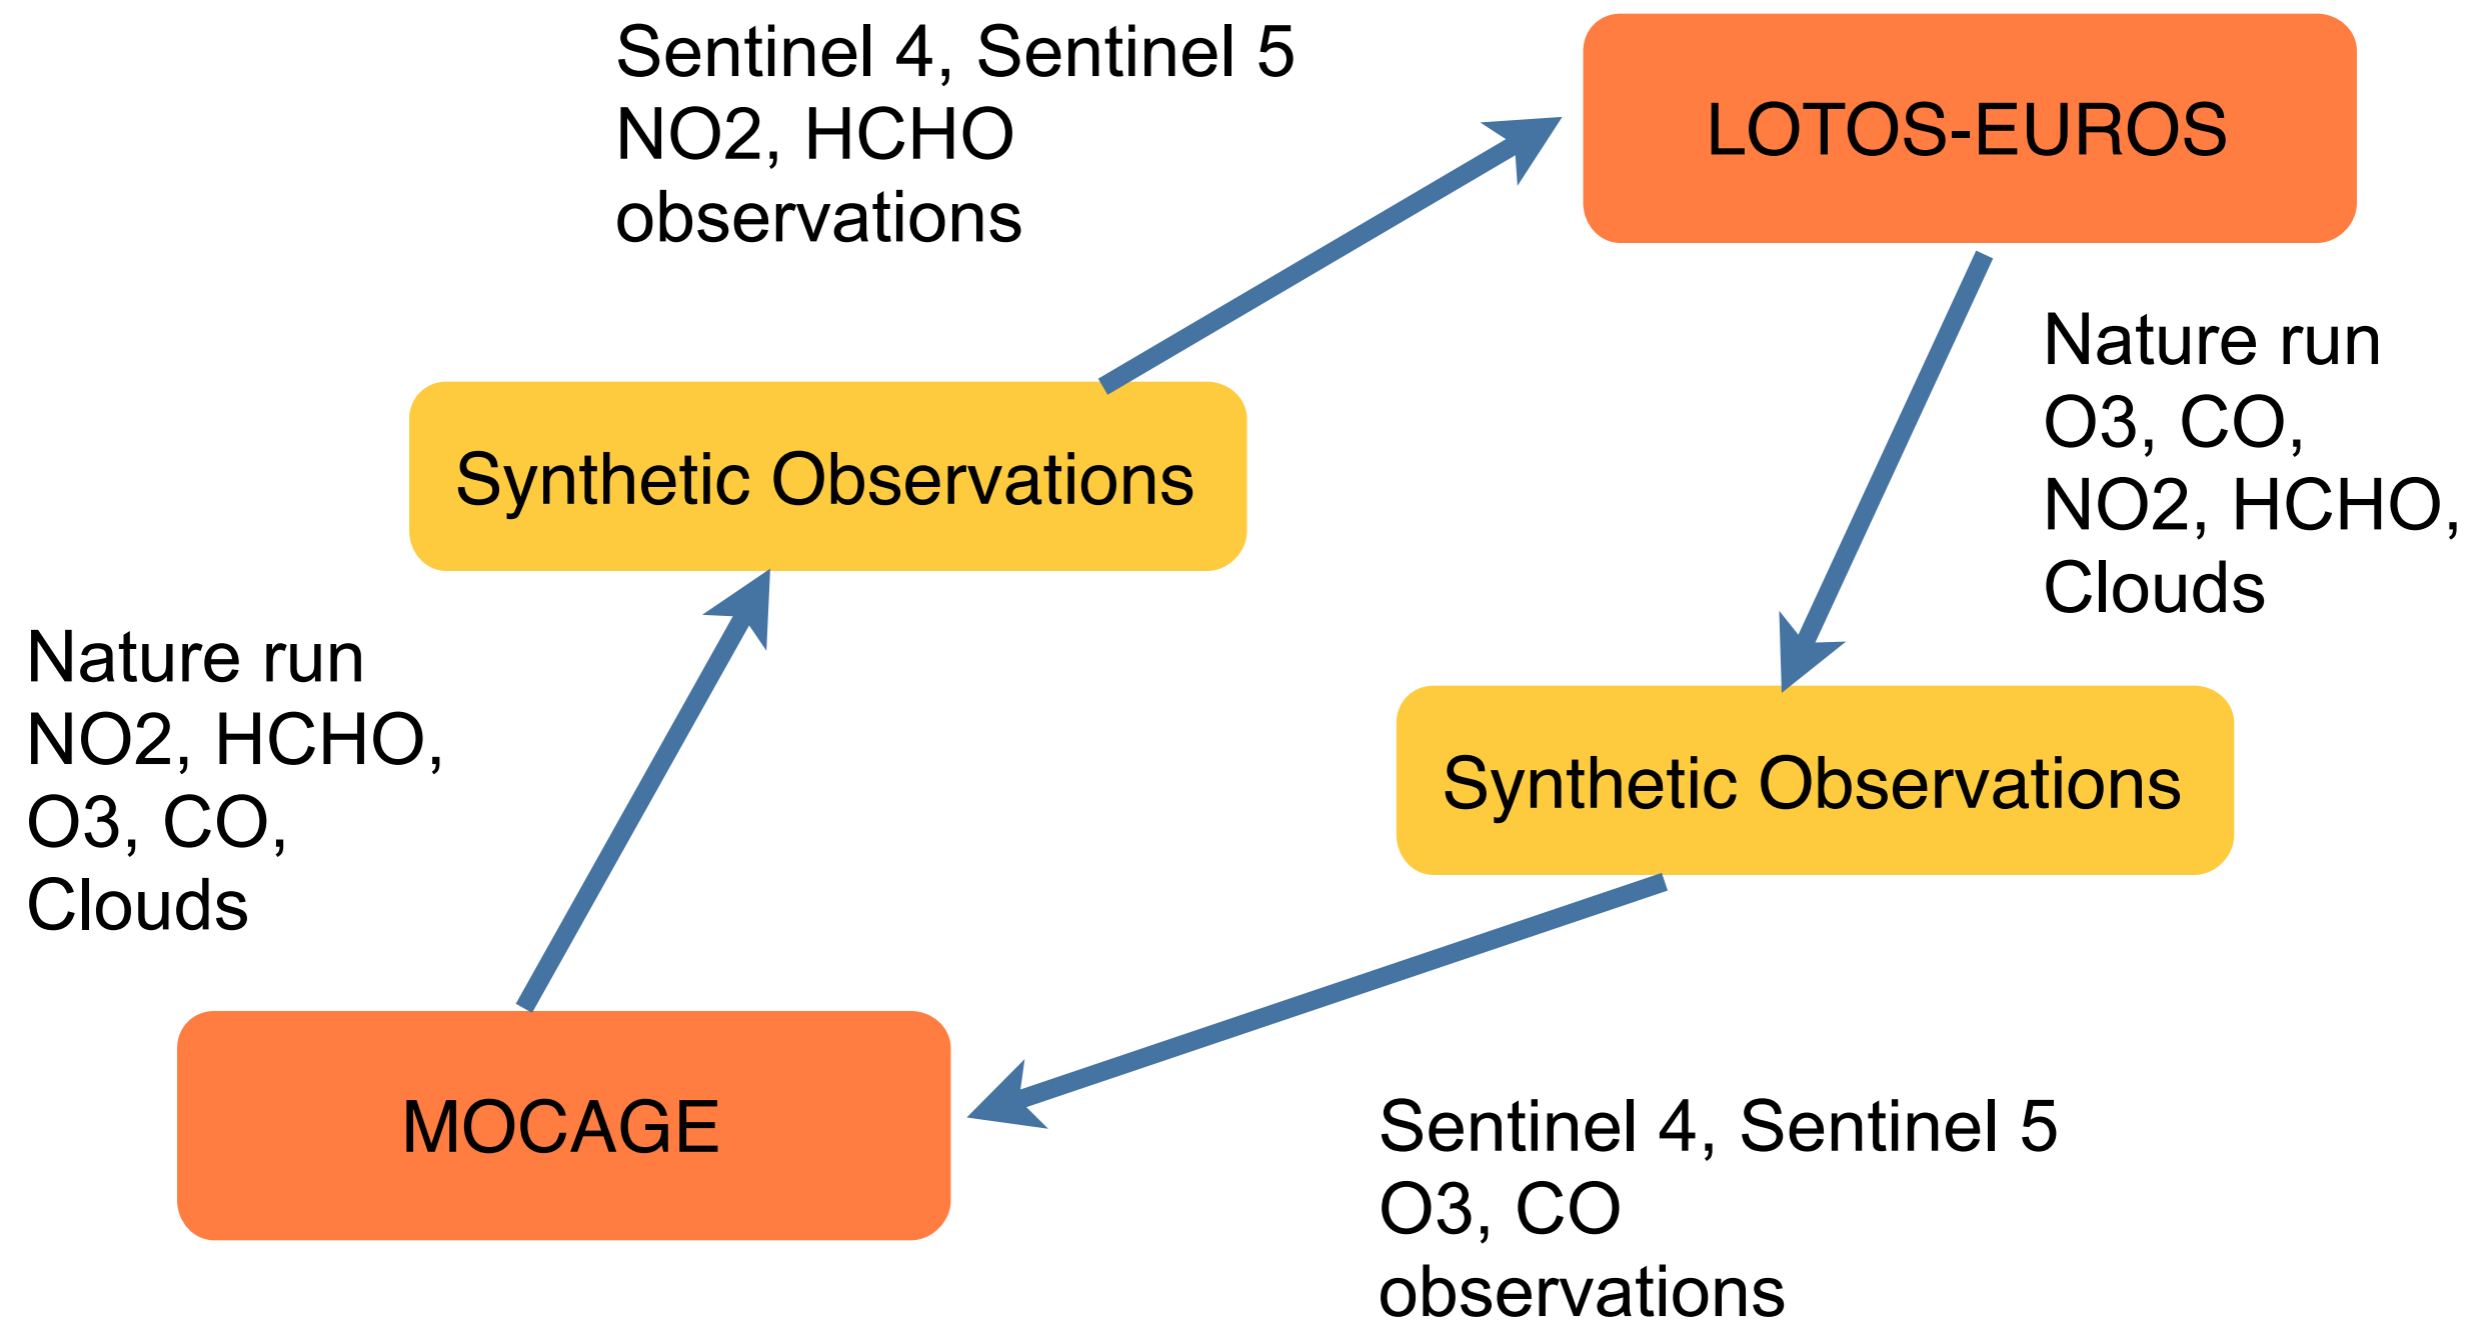 Sentinel 4, Sentinel 5
NO2, HCHO
observations
LOTOS-EUROS
Nature run
O3, CO,
NO2, HCHO,
Clouds
Synthetic Observations
Nature run
NO2, HCHO,
O3, CO,
Clouds
Synthetic Observations
MOCAGE
Sentinel 4, Sentinel 5
O3, CO
observations